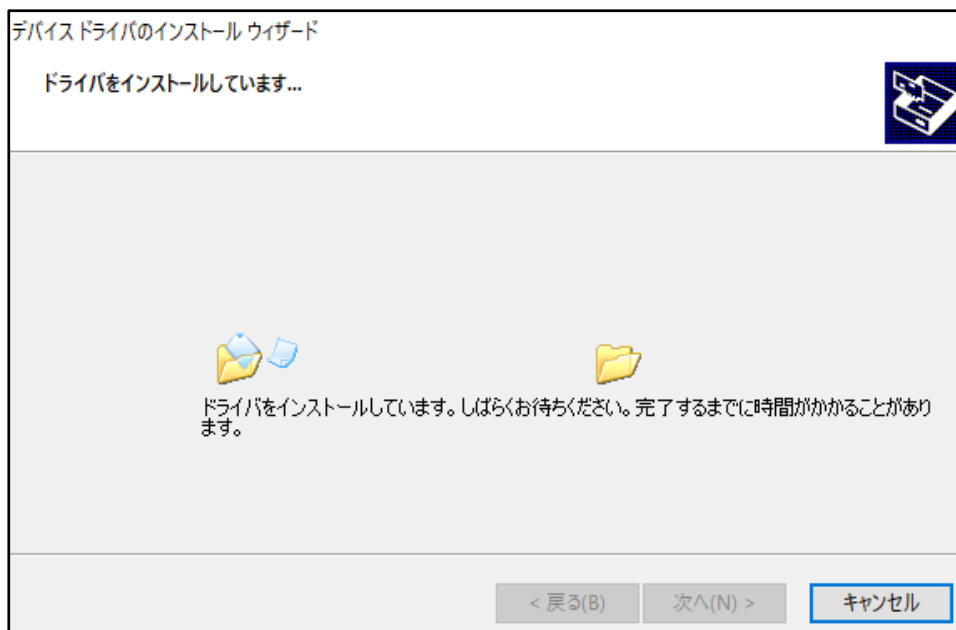 デバイス ドライバのインストール ウィザード
ドライバをインストールしています...
ドライバをインストールしています。しばらくお待ちください。完了するまでに時間がかかることがあり
ます。
< 戻る(B)
次へ(N) >
キャンセル